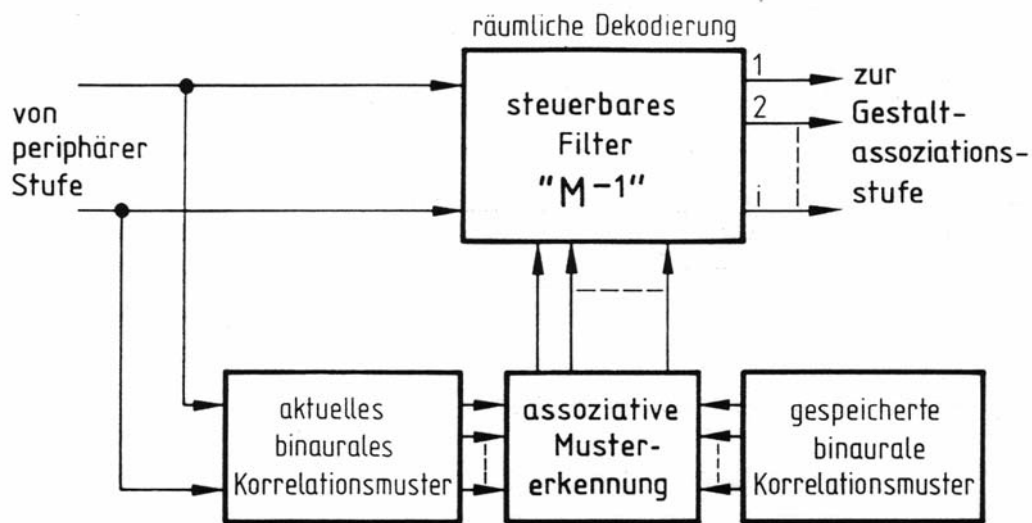 räumliche Dekodierung
von
periphärer
Stufe
steuerbares
Filter
"M-1"
1
2
i
zur
Gestalt-
assoziations-
stufe
aktuelles
binaurales
Korrelationsmuster
assoziative
Muster-
erkennung
gespeicherte
binaurale
Korrelationsmuster